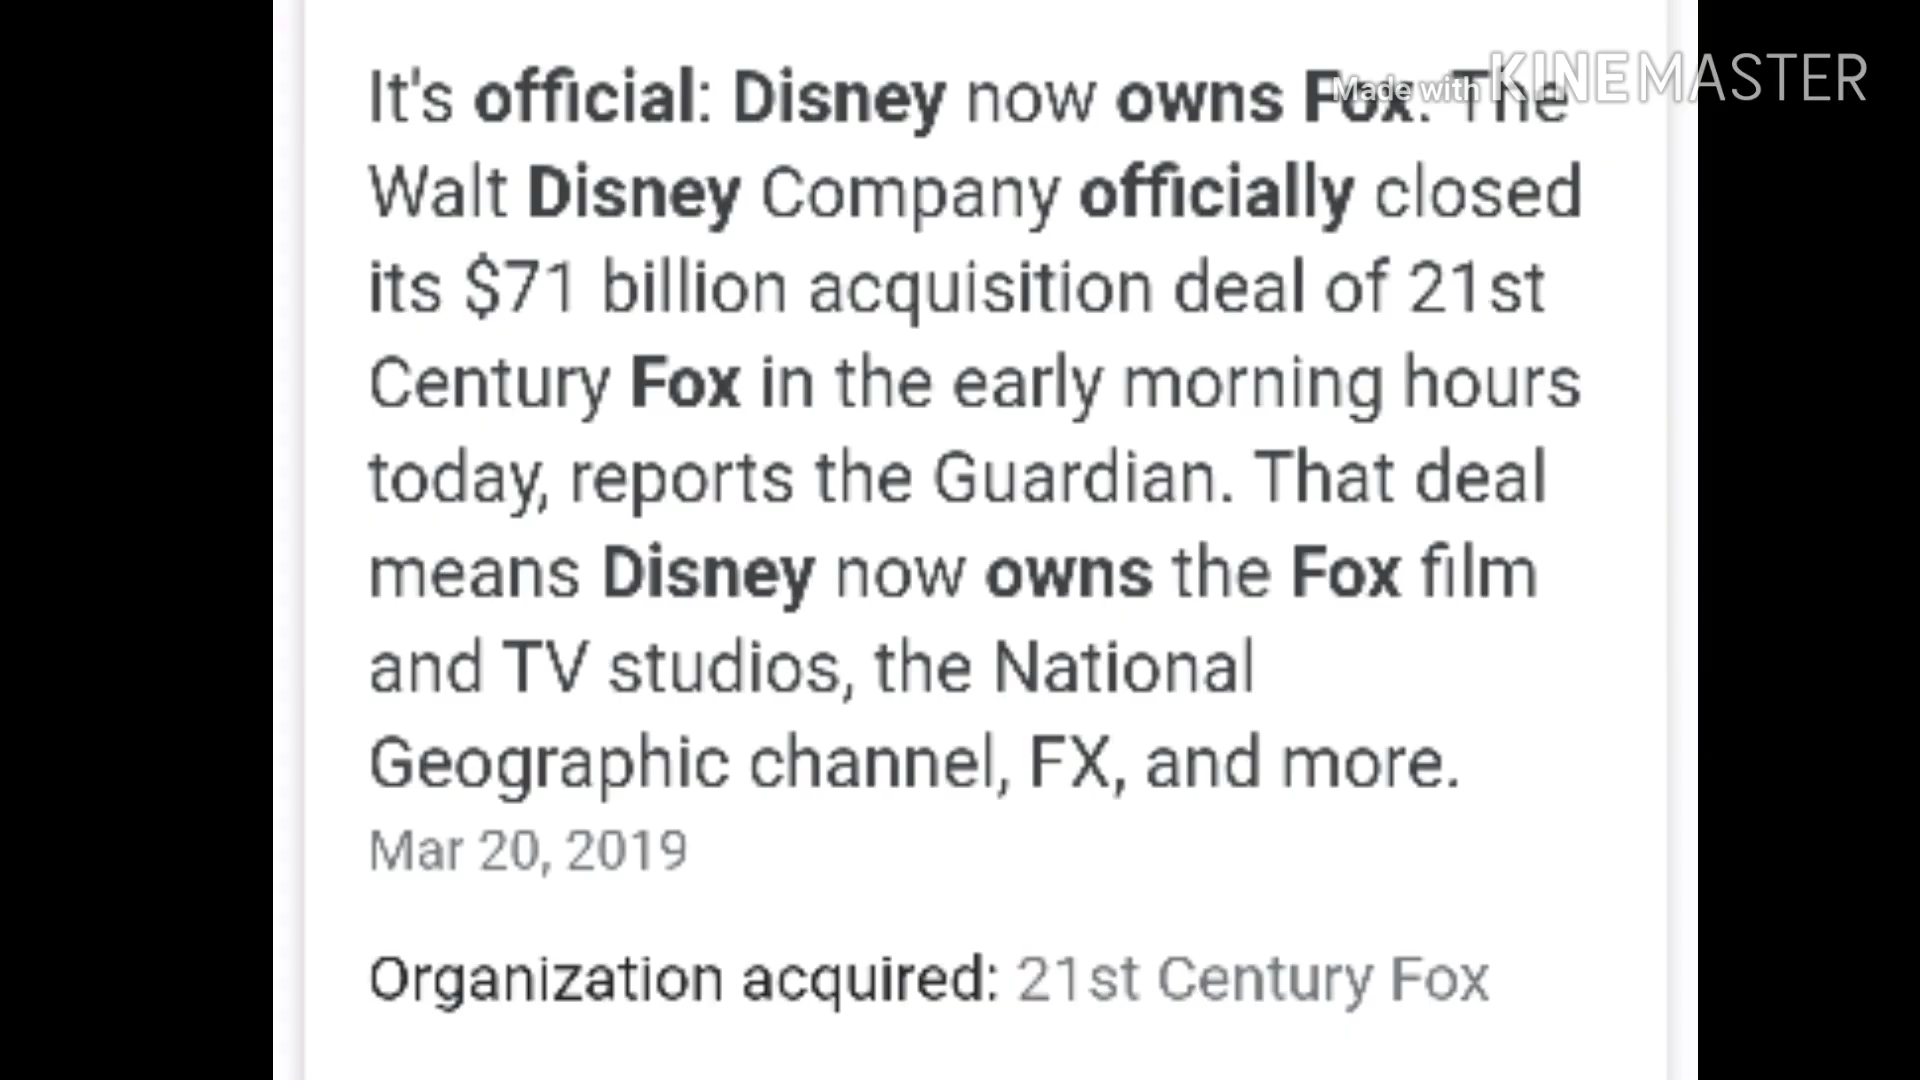 It's official: Disney now owns Fox. The
Made with KINEMASTER
Walt Disney Company officially closed
its $71 billion acquisition deal of 21st
Century Fox in the early morning hours
today, reports the Guardian. That deal
means Disney now owns the Fox film
and TV studios, the National
Geographic channel, FX, and more.
Mar 20, 2019
Organization acquired: 21st Century Fox